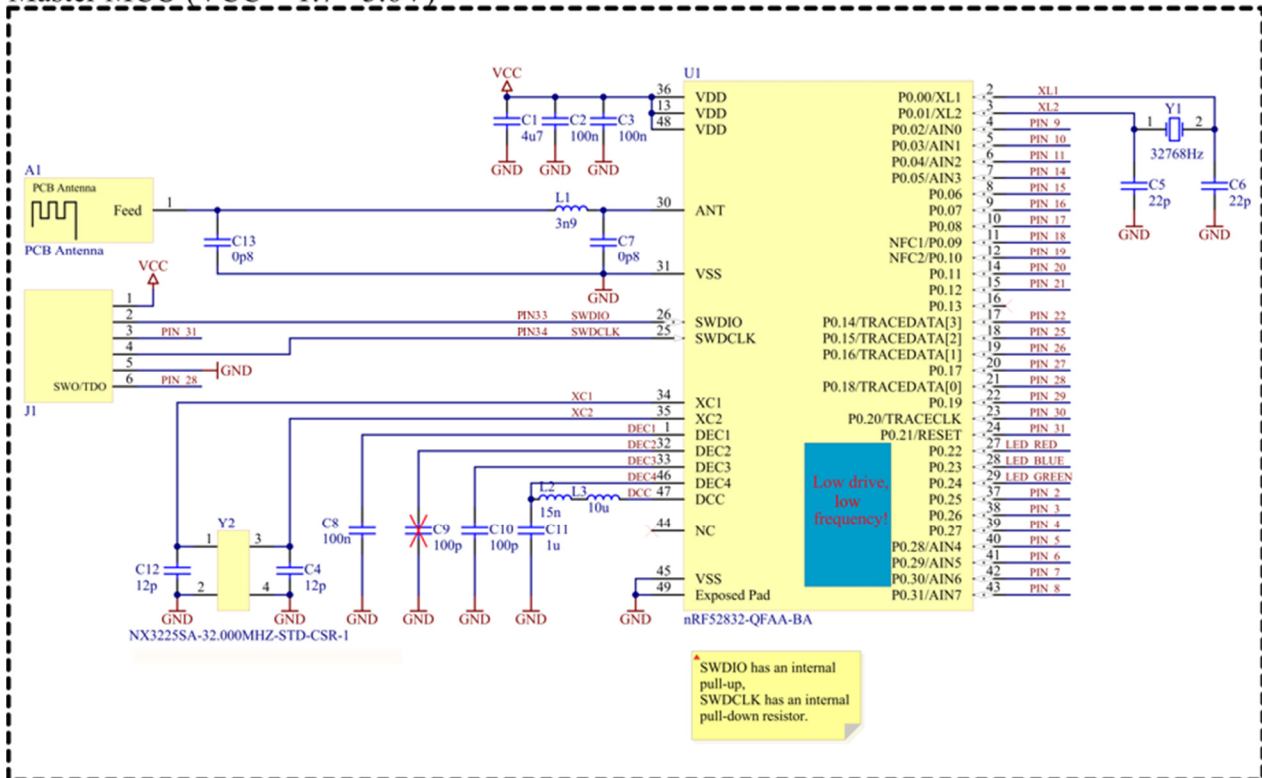 VCC
C1
4u7
C2
100n
C3
100n
GND
GND
GND
A1
PCB Antenna
Feed
1
PCB Antenna
C13
0p8
L1
3n9
C7
0p8
GND
VCC
1
2
3
4
5
6
SWO/TDO
J1
PIN 31
GND
PIN 28
PIN33 SWDIO
PIN34 SWDCLK
XC1
XC2
DEC1
DEC2
DEC3
DEC4
DCC
L2
15n
L3
10u
Y2
1
3
2
4
C12
12p
GND
C4
12p
GND
NX3225SA-32.000MHZ-STD-CSR-1
C8
100n
GND
C9
100p
GND
C10
100p
GND
C11
1u
GND
GND
U1
36 VDD
13 VDD
48 VDD
30 ANT
31 VSS
26 SWDIO
25 SWDCLK
34 XC1
35 XC2
1 DEC1
32 DEC2
33 DEC3
46 DEC4
47 DCC
44 NC
45 VSS
49 Exposed Pad
P0.00/XL1 2 XL1
P0.01/XL2 3 XL2
P0.02/AIN0 4 PIN 9
P0.03/AIN1 5 PIN 10
P0.04/AIN2 6 PIN 11
P0.05/AIN3 7 PIN 14
P0.06 8 PIN 15
P0.07 9 PIN 16
P0.08 10 PIN 17
NFC1/P0.09 11 PIN 18
NFC2/P0.10 12 PIN 19
P0.11 14 PIN 20
P0.12 15 PIN 21
P0.13 16
P0.14/TRACEDATA[3] 17 PIN 22
P0.15/TRACEDATA[2] 18 PIN 25
P0.16/TRACEDATA[1] 19 PIN 26
P0.17 20 PIN 27
P0.18/TRACEDATA[0] 21 PIN 28
P0.19 22 PIN 29
P0.20/TRACECLK 23 PIN 30
P0.21/RESET 24 PIN 31
P0.22 27 LED RED
P0.23 28 LED BLUE
P0.24 29 LED GREEN
P0.25 37 PIN 2
P0.26 38 PIN 3
P0.27 39 PIN 4
P0.28/AIN4 40 PIN 5
P0.29/AIN5 41 PIN 6
P0.30/AIN6 42 PIN 7
P0.31/AIN7 43 PIN 8
Low drive,
low
frequency!
nRF52832-QFAA-BA
Y1
1
2
32768Hz
C5
22p
GND
C6
22p
GND
SWDIO has an internal
pull-up,
SWDCLK has an internal
pull-down resistor.